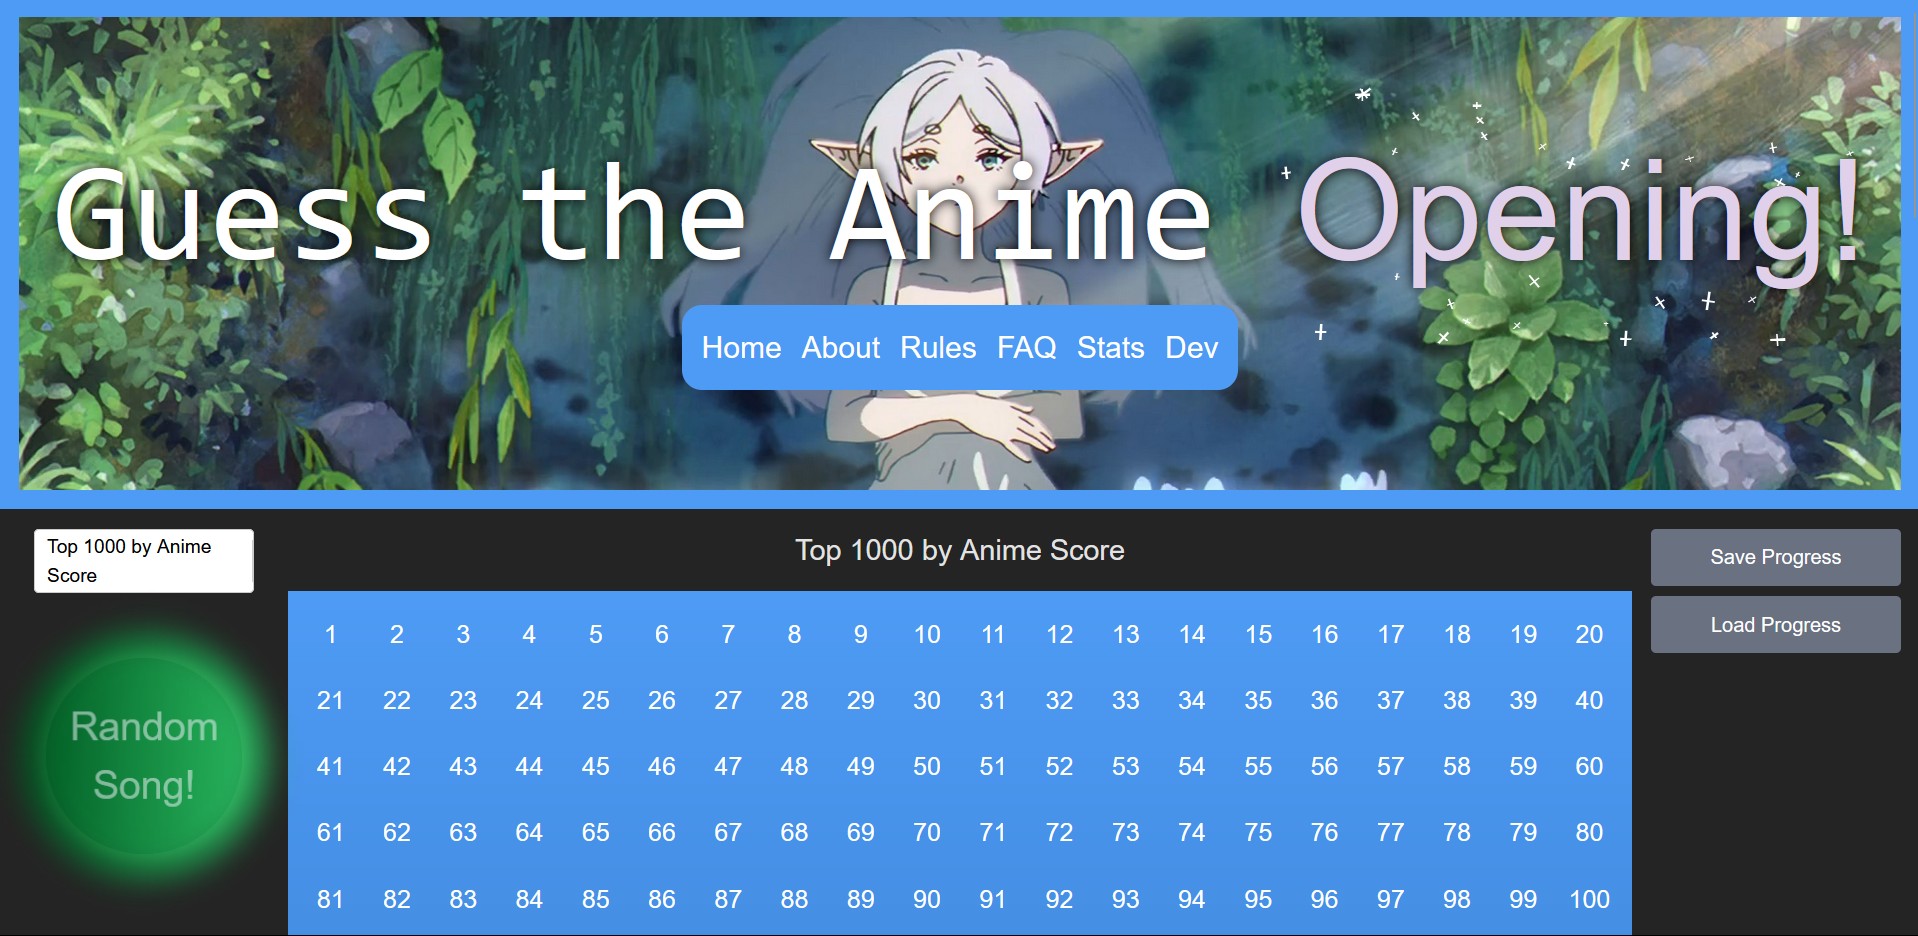 Guess the Anime Opening!
Home About Rules FAQ Stats Dev
Top 1000 by Anime
Score
Random
Song!
Top 1000 by Anime Score
1 2 3 4 5 6 7 8 9 10 11 12 13 14 15 16 17 18 19 20
21 22 23 24 25 26 27 28 29 30 31 32 33 34 35 36 37 38 39 40
41 42 43 44 45 46 47 48 49 50 51 52 53 54 55 56 57 58 59 60
61 62 63 64 65 66 67 68 69 70 71 72 73 74 75 76 77 78 79 80
81 82 83 84 85 86 87 88 89 90 91 92 93 94 95 96 97 98 99 100
Save Progress
Load Progress